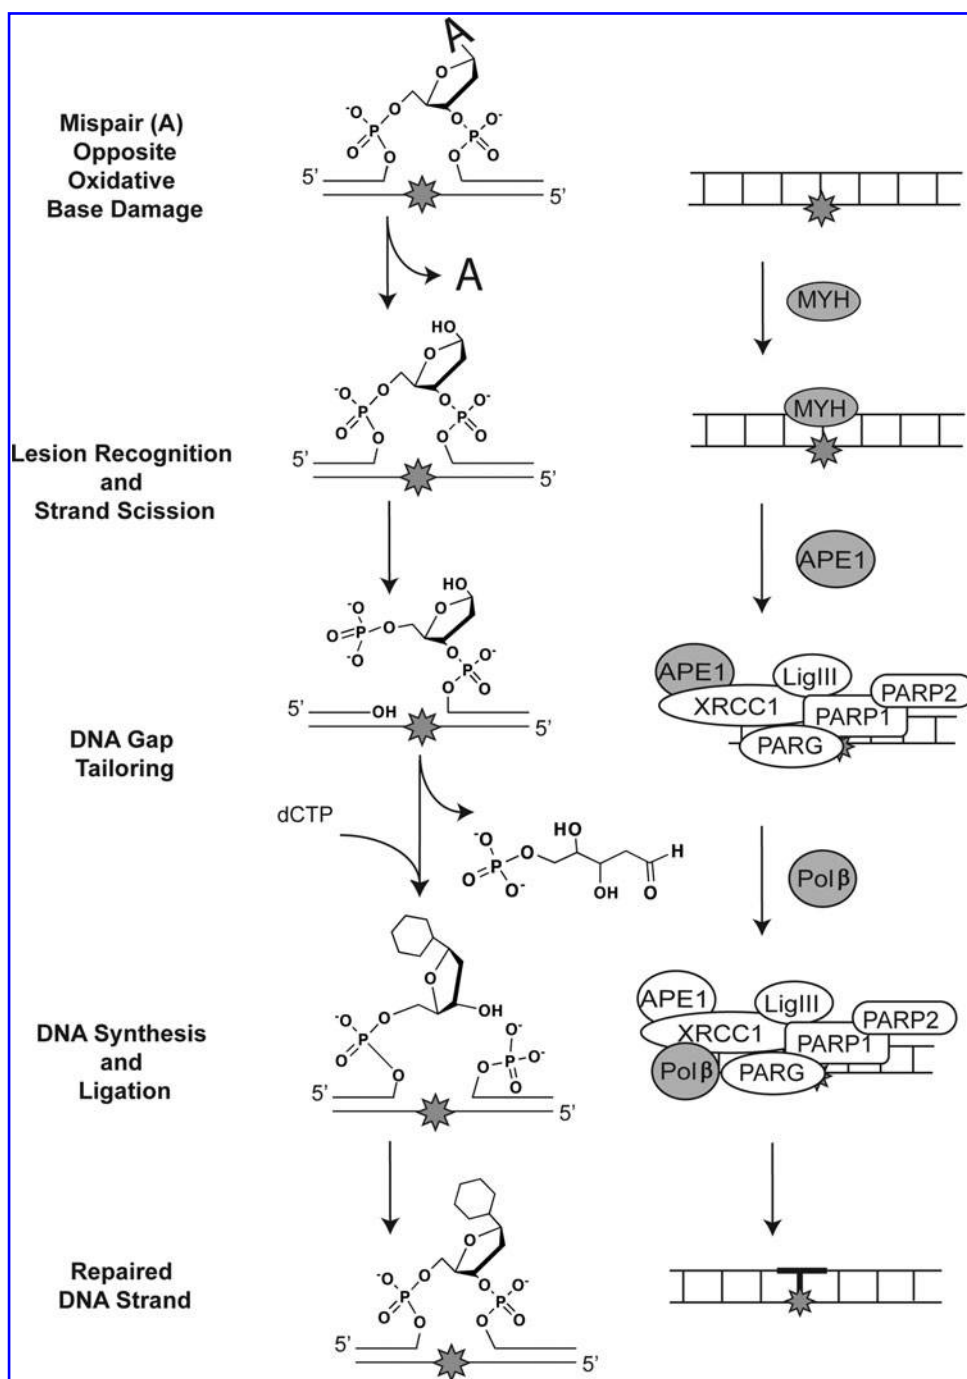 A
O
-O
O
O
O-
Mispair (A)
Opposite
Oxidative
Base Damage
P
P
O
O
O
O
5'
5'
A
MYH
HO
O
-O
O
O
O-
P
P
O
O
O
O
MYH
Lesion Recognition
and
Strand Scission
5'
5'
APE1
HO
O-
O
O
P
O
O-
O
O-
P
O
O
5'
OH
5'
APE1
LigIII
PARP2
XRCC1
PARP1
PARG
DNA Gap
Tailoring
dCTP
-O
O
HO
H
P
O
O-
OH
O
Pol β
O
O
OH
-O
O-
P
P
O-
O
O
O
O
5'
5'
DNA Synthesis
and
Ligation
APE1
LigIII
PARP2
XRCC1
PARP1
Pol β
PARG
O
-O
O
O
O-
P
P
O
O
O
O
Repaired
DNA Strand
5'
5'